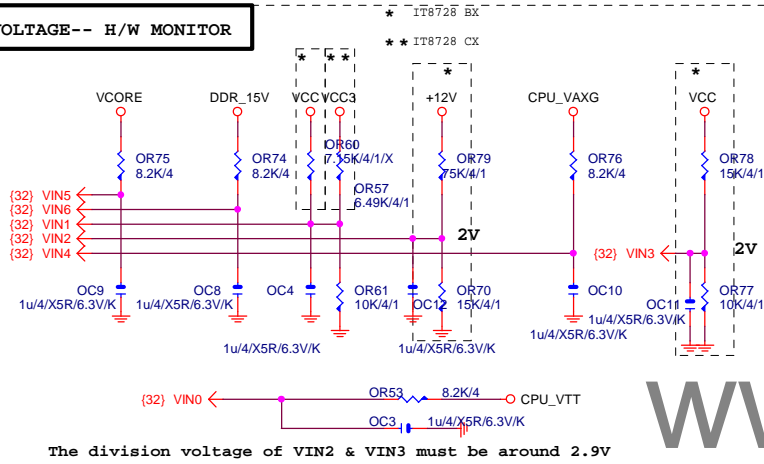 * IT8728 BX
VOLTAGE-- H/W MONITOR
* * IT8728 CX
* * * * *
VCORE DDR_15V VCC VCC3 +12V CPU_VAXG VCC
OR75
8.2K/4
OR74
8.2K/4
OR60
7.15K/4/1/X
OR57
6.49K/4/1
OR79
75K/4/1
OR76
8.2K/4
OR78
15K/4/1
{32} VIN5
{32} VIN6
{32} VIN1
{32} VIN2
{32} VIN4
2V
{32} VIN3
2V
OC9
1u/4/X5R/6.3V/K
OC8
1u/4/X5R/6.3V/K
OC4
1u/4/X5R/6.3V/K
OR61
10K/4/1
OC12
1u/4/X5R/6.3V/K
OR70
15K/4/1
OC10
1u/4/X5R/6.3V/K
OC11
1u/4/X5R/6.3V/K
OR77
10K/4/1
{32} VIN0
OR53 8.2K/4
CPU_VTT
OC3 1u/4/X5R/6.3V/K
The division voltage of VIN2 & VIN3 must be around 2.9V